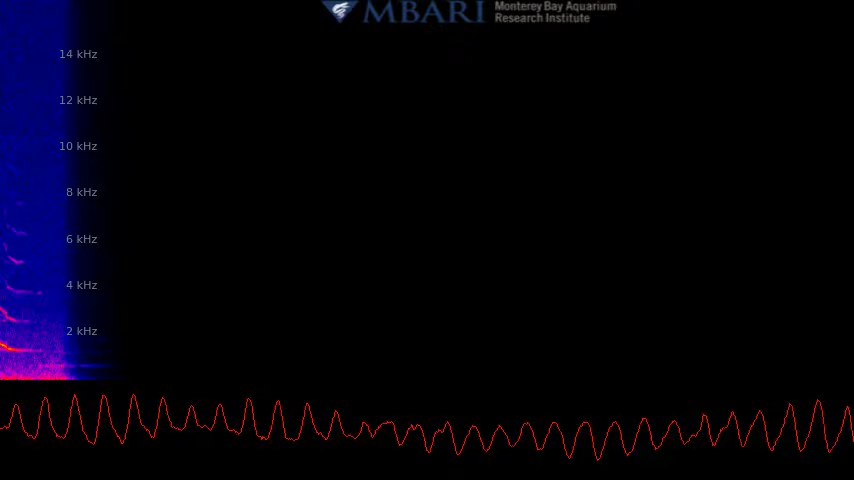 MBARI
Monterey Bay Aquarium
Research Institute
14 kHz
12 kHz
10 kHz
8 kHz
6 kHz
4 kHz
2 kHz